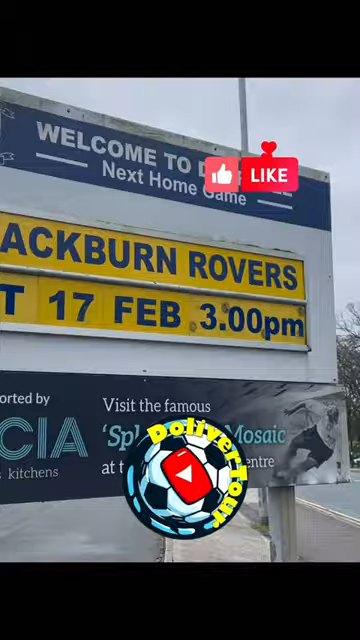 WELCOME TO D
Next Home Game
LIKE
ACKBURN ROVERS
T 17 FEB 3.00pm
orted by
CIA
kitchens
Visit the famous
'Spl Mosaic
at t entre
DoliverTour